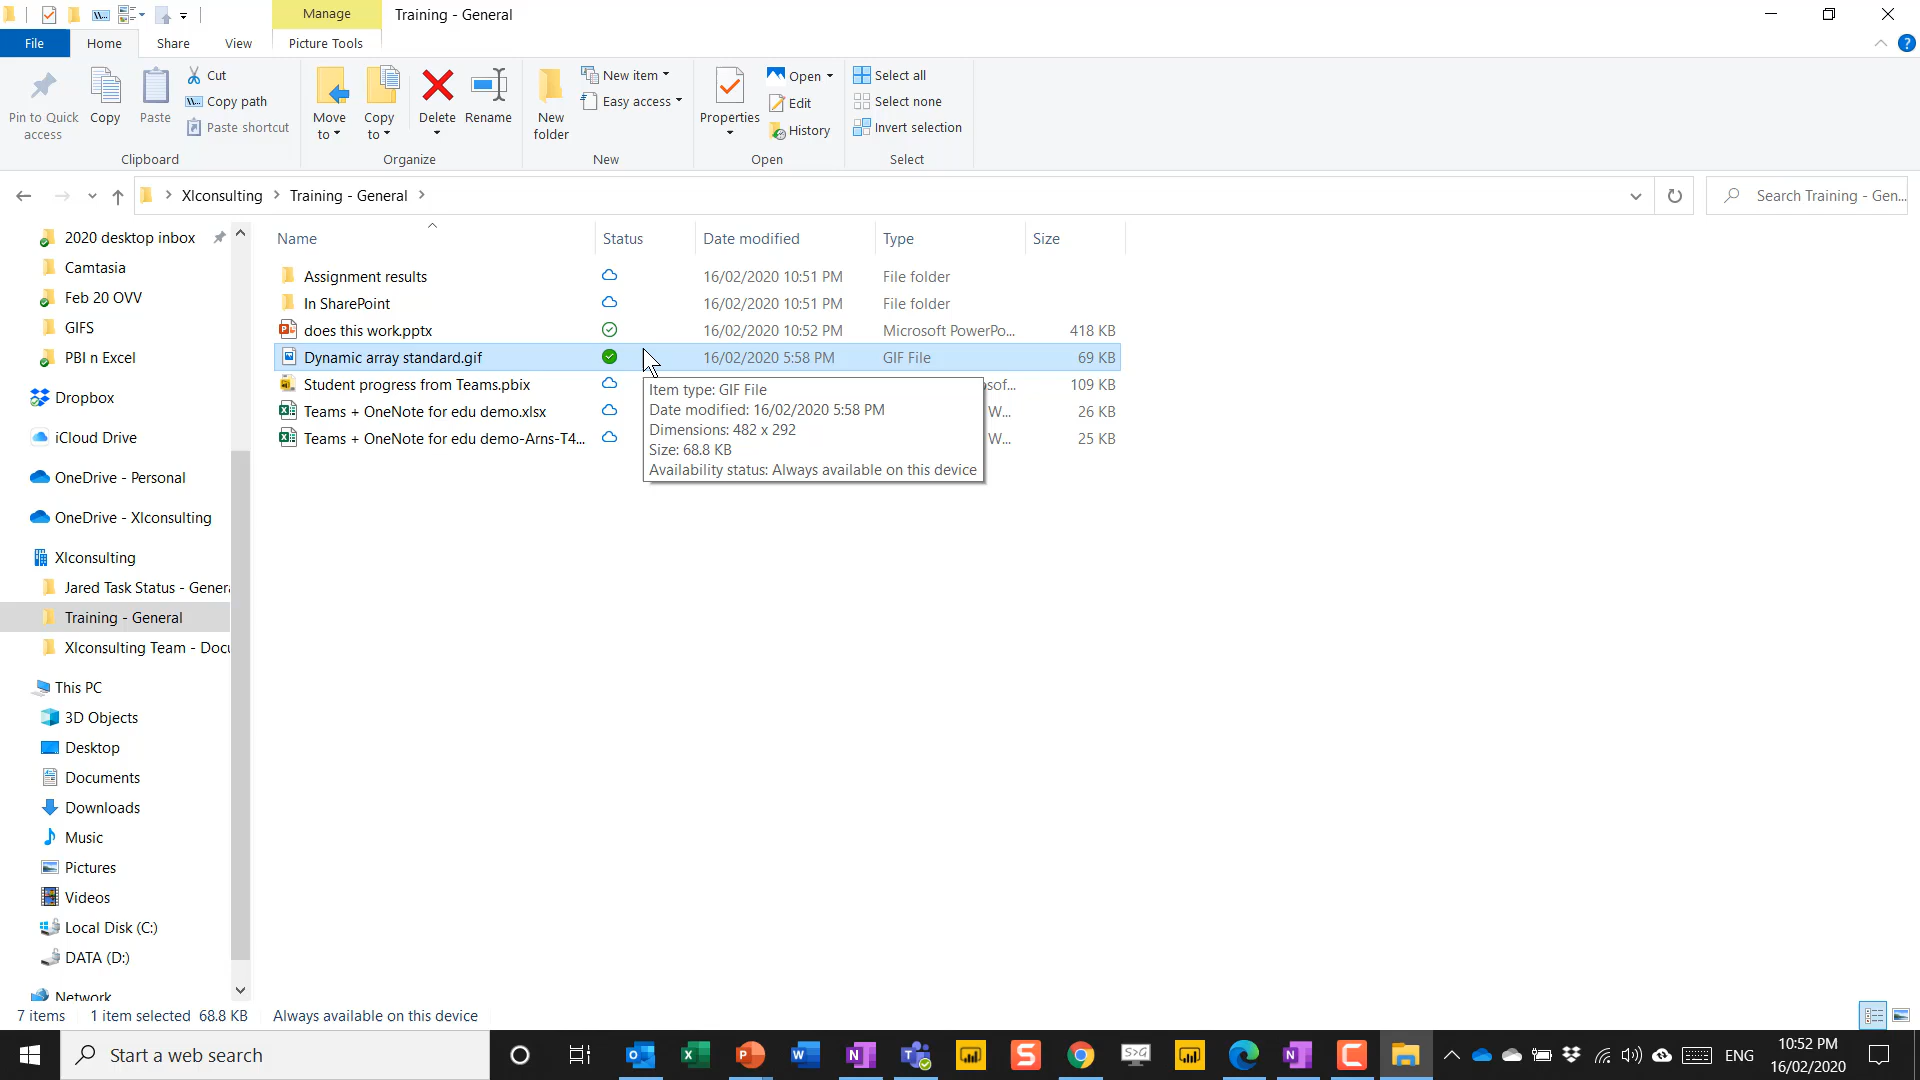 Manage
Training - General
File
Home
Share
View
Picture Tools
Pin to Quick access
Copy
Paste
Cut
Copy path
Paste shortcut
Clipboard
Move to
Copy to
Delete
Rename
Organize
New folder
New item
Easy access
New
Properties
Open
Edit
History
Open
Select all
Select none
Invert selection
Select
Xlconsulting
Training - General
Search Training - Gen...
2020 desktop inbox
Camtasia
Feb 20 OVV
GIFS
PBI n Excel
Dropbox
iCloud Drive
OneDrive - Personal
OneDrive - Xlconsulting
Xlconsulting
Jared Task Status - Genera
Training - General
Xlconsulting Team - Docu
This PC
3D Objects
Desktop
Documents
Downloads
Music
Pictures
Videos
Local Disk (C:)
DATA (D:)
Network
Name Status Date modified Type Size
Assignment results 16/02/2020 10:51 PM File folder
In SharePoint 16/02/2020 10:51 PM File folder
does this work.pptx 16/02/2020 10:52 PM Microsoft PowerPo... 418 KB
Dynamic array standard.gif 16/02/2020 5:58 PM GIF File 69 KB
Student progress from Teams.pbix osof... 109 KB
Teams + OneNote for edu demo.xlsx W... 26 KB
Teams + OneNote for edu demo-Arns-T4... W... 25 KB
Item type: GIF File
Date modified: 16/02/2020 5:58 PM
Dimensions: 482 x 292
Size: 68.8 KB
Availability status: Always available on this device
7 items 1 item selected 68.8 KB Always available on this device
Start a web search
ENG
10:52 PM
16/02/2020